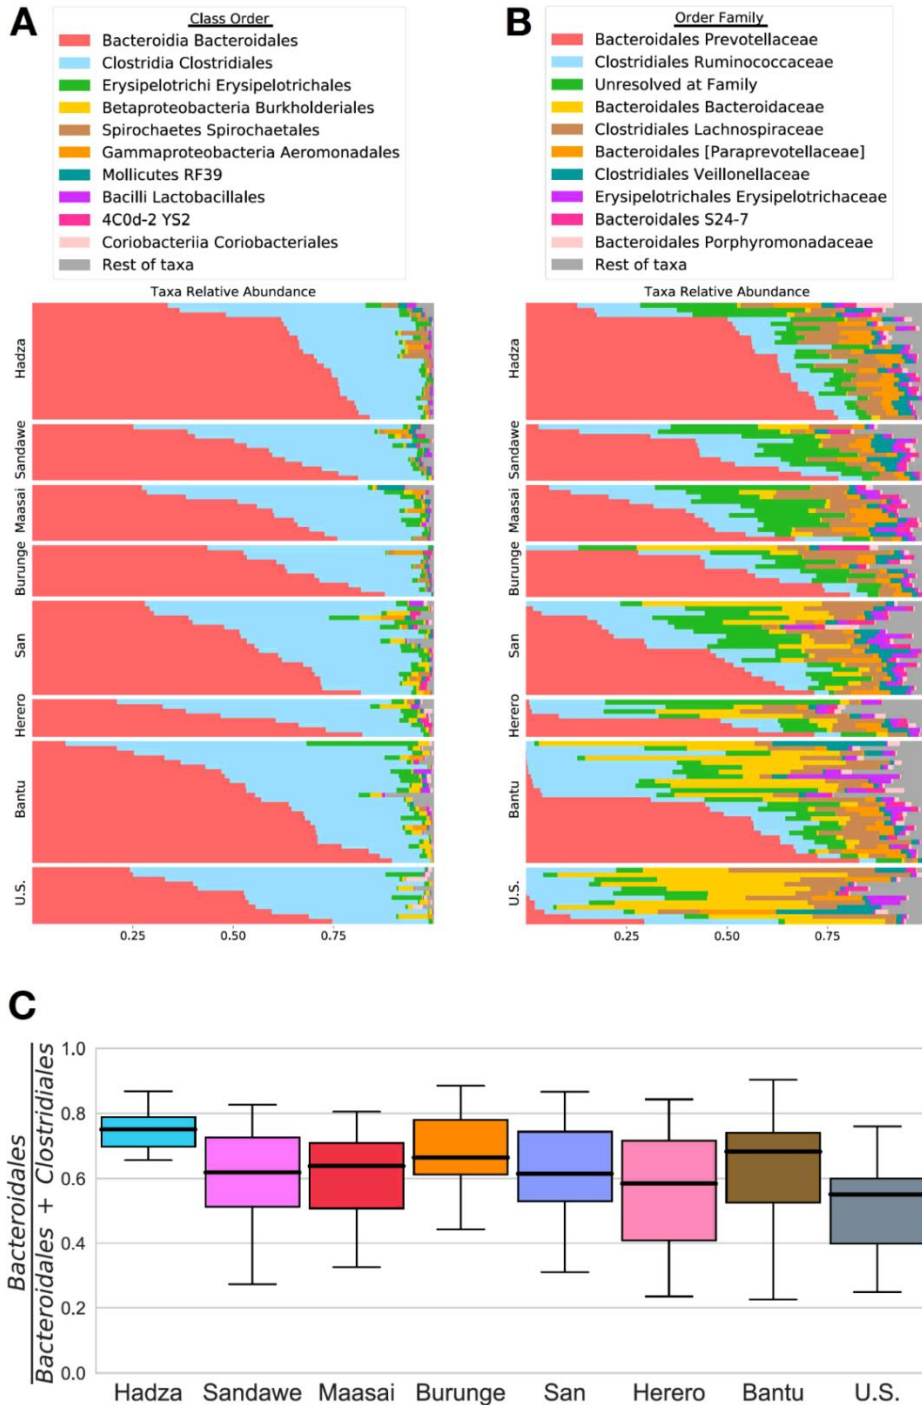 A
Class Order
Bacteroidia Bacteroidales
Clostridia Clostridiales
Erysipelotrichi Erysipelotrichales
Betaproteobacteria Burkholderiales
Spirochaetes Spirochaetales
Gammaproteobacteria Aeromonadales
Mollicutes RF39
Bacilli Lactobacillales
4C0d-2 YS2
Coriobacteriia Coriobacteriales
Rest of taxa
Taxa Relative Abundance
Hadza
Sandawe
Maasai
Burunge
San
Herero
Bantu
U.S.
0.25 0.50 0.75
B
Order Family
Bacteroidales Prevotellaceae
Clostridiales Ruminococcaceae
Unresolved at Family
Bacteroidales Bacteroidaceae
Clostridiales Lachnospiraceae
Bacteroidales [Paraprevotellaceae]
Clostridiales Veillonellaceae
Erysipelotrichales Erysipelotrichaceae
Bacteroidales S24-7
Bacteroidales Porphyromonadaceae
Rest of taxa
Taxa Relative Abundance
Hadza
Sandawe
Maasai
Burunge
San
Herero
Bantu
U.S.
0.25 0.50 0.75
C
Bacteroidales
Bacteroidales + Clostridiales
1.0
0.8
0.6
0.4
0.2
0.0
Hadza Sandawe Maasai Burunge San Herero Bantu U.S.